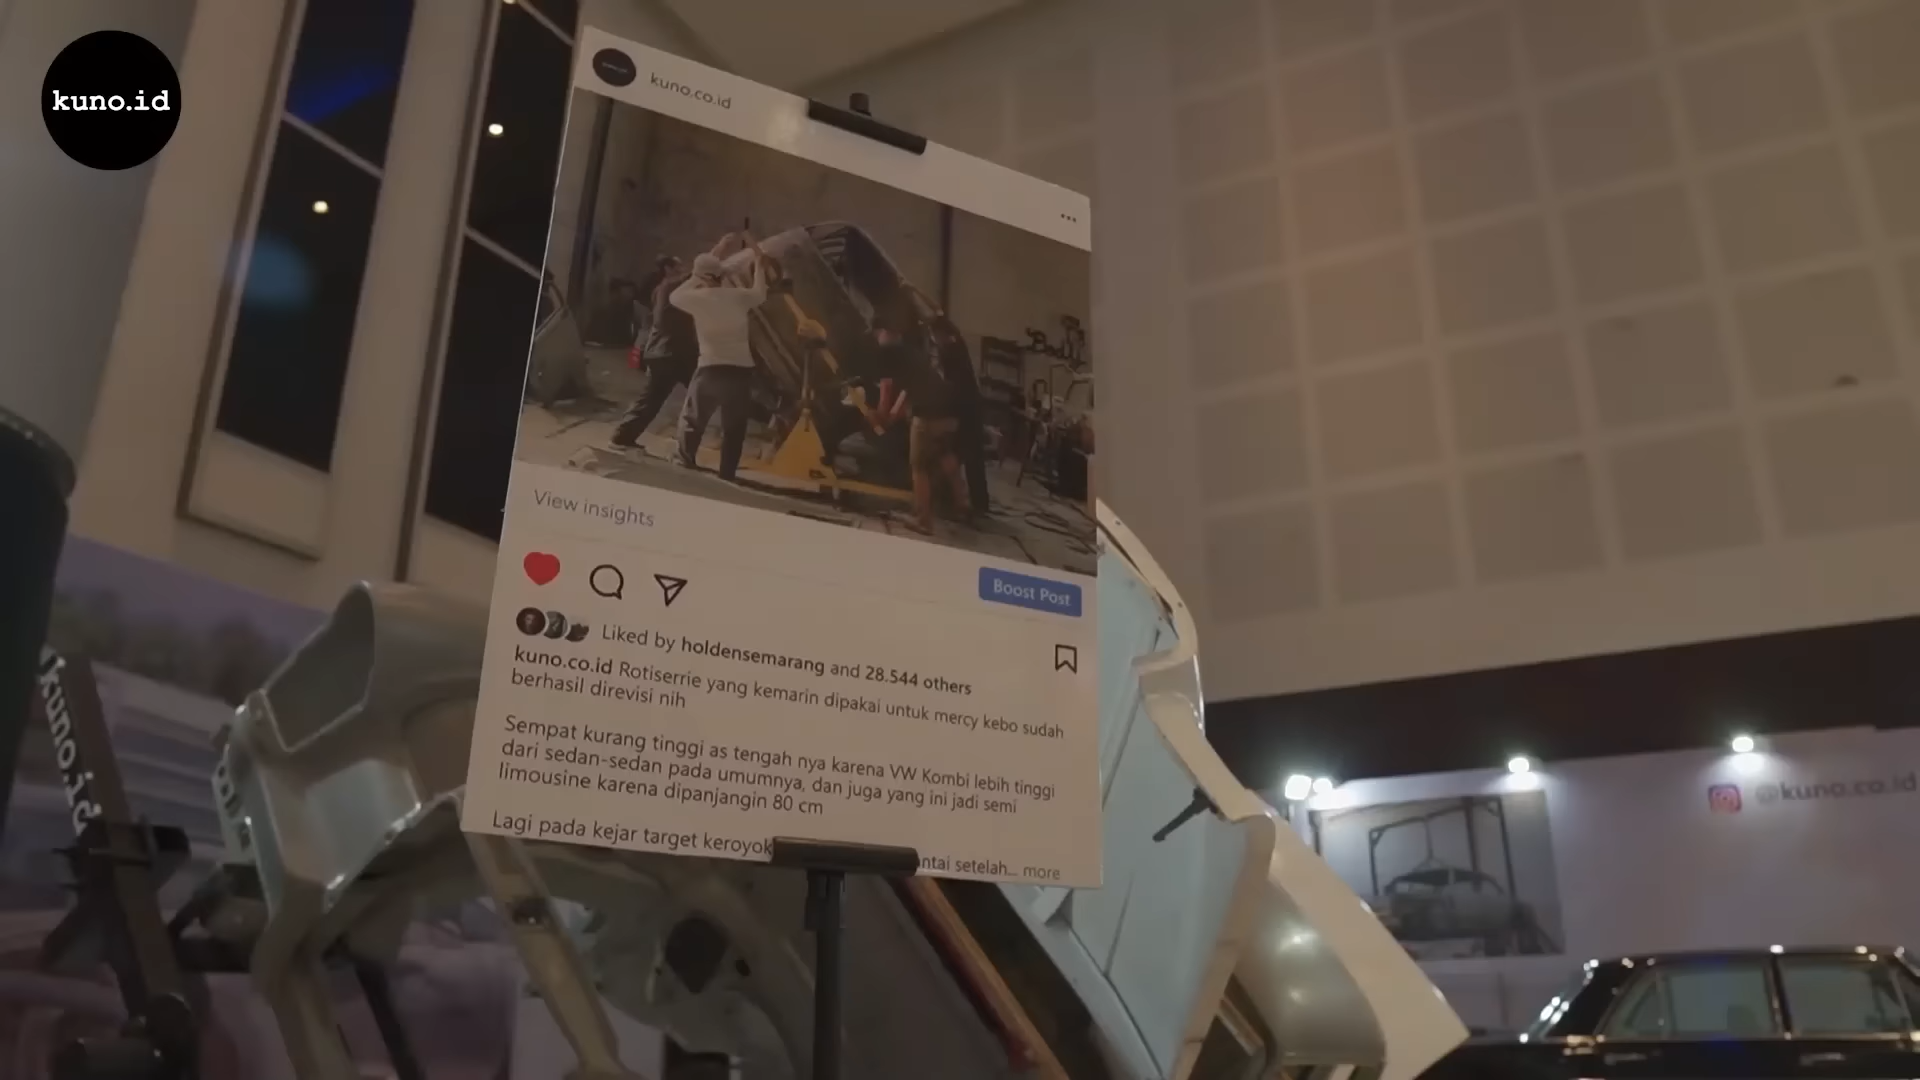 kuno.id
kuno.co.id
View insights
Boost Post
Liked by holdensemarang and 28.544 others
kuno.co.id Rotiserrie yang kemarin dipakai untuk mercy kebo sudah
berhasil direvisi nih
Sempat kurang tinggi as tengah nya karena VW Kombi lebih tinggi
dari sedan-sedan pada umumnya, dan juga yang ini jadi semi
limousine karena dipanjangin 80 cm
Lagi pada kejar target keroyok
setelah... more
kuno.id
@kuno.co.id